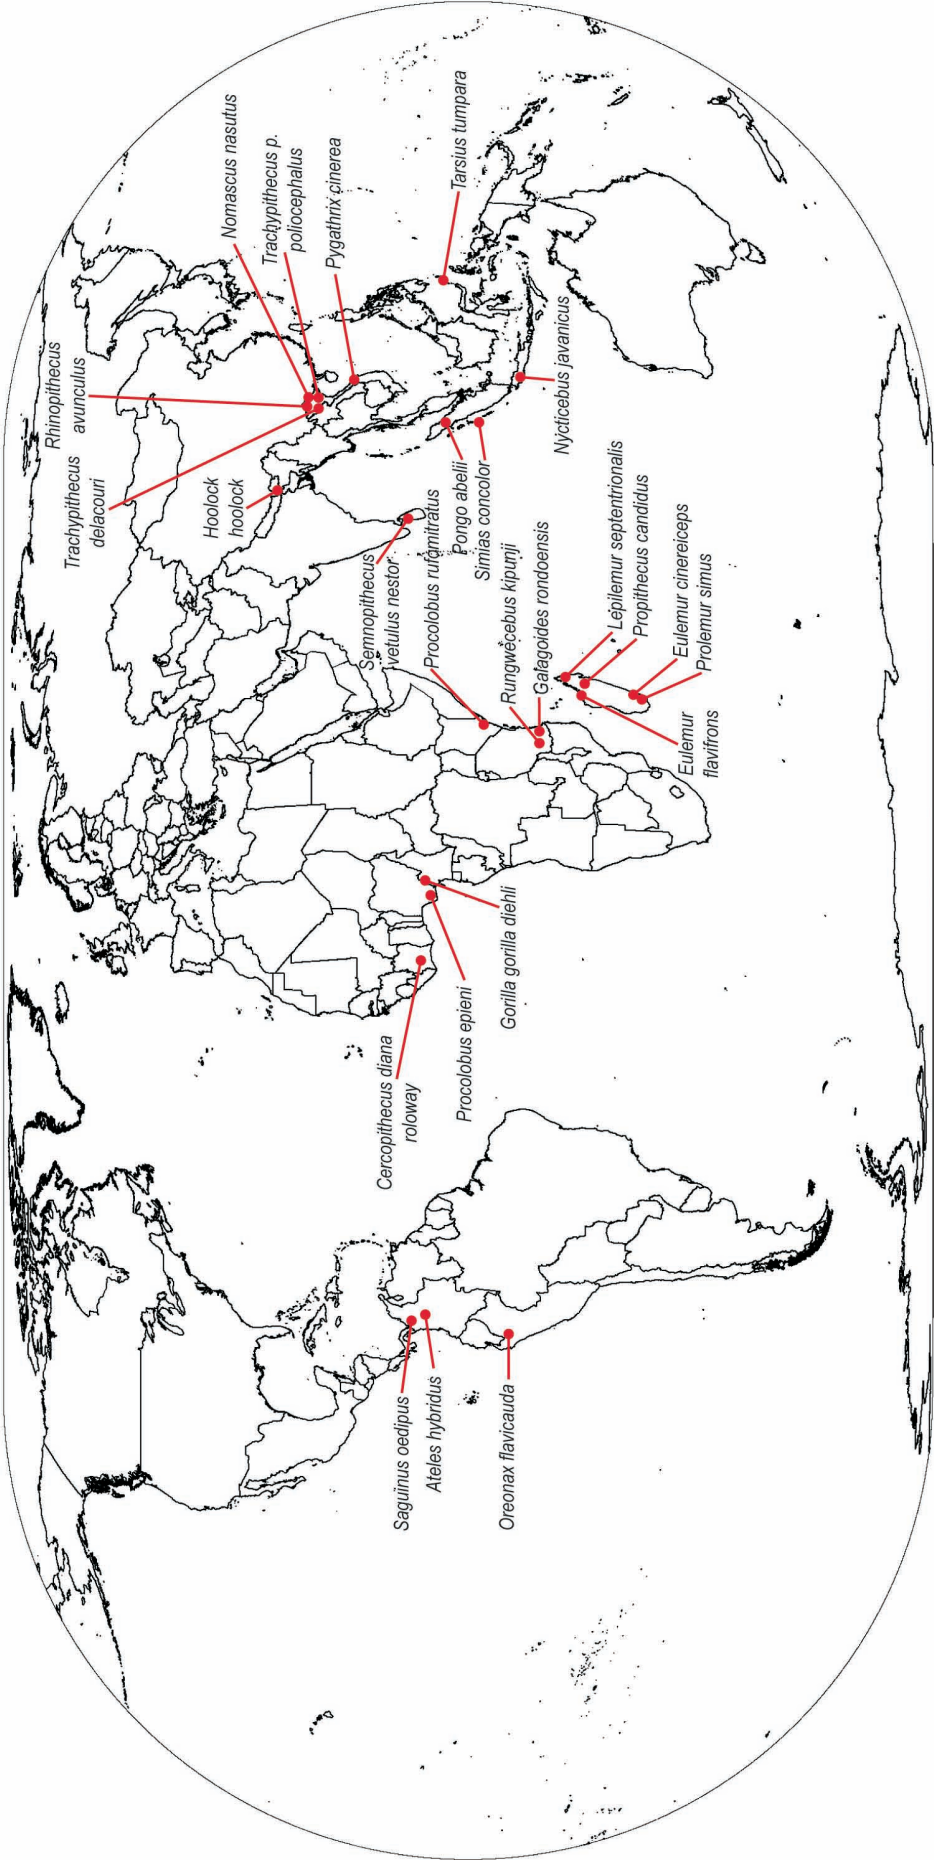 Saguinus oedipus
Ateles hybridus
Oreonax flavicauda
Cercopithecus diana
roloway
Procolobus epieni
Gorilla gorilla diehli
Rhinopithecus
avunculus
Trachypithecus
delacouri
Hoolock
hoolock
Nomascus nasutus
Trachypithecus p.
poliocephalus
Pygathrix cinerea
Tarsius tumpara
Semnopithecus
vetulus nestor
Procolobus rufomitratus
Pongo abelii
Simias concolor
Nycticebus javanicus
Rungwecebus kipunji
Galagoides rondoensis
Lepilemur septentrionalis
Propithecus candidus
Eulemur cinereiceps
Prolemur simus
Eulemur
flavifrons